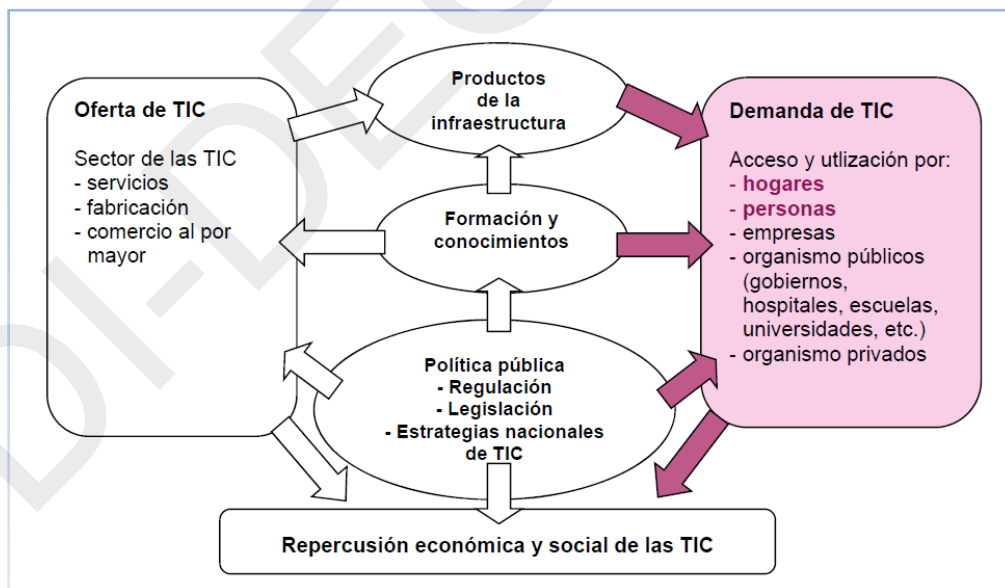 Oferta de TIC
Sector de las TIC
- servicios
- fabricación
- comercio al por
mayor
Productos
de la
infraestructura
Formación y
conocimientos
Política pública
- Regulación
- Legislación
- Estrategias nacionales
de TIC
Demanda de TIC
Acceso y utlización por:
- hogares
- personas
- empresas
- organismo públicos
(gobiernos,
hospitales, escuelas,
universidades, etc.)
- organismo privados
Repercusión económica y social de las TIC